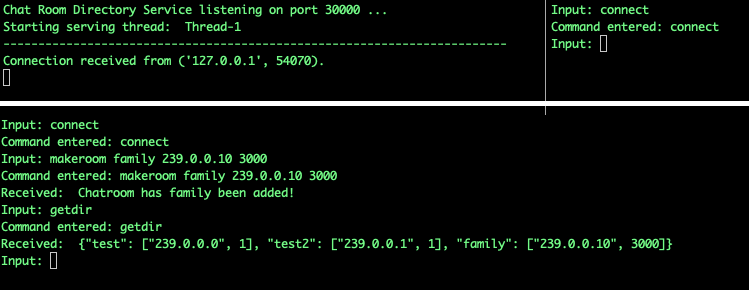 Chat Room Directory Service listening on port 30000 ...
Starting serving thread:  Thread-1
------------------------------------------------------------------------
Connection received from ('127.0.0.1', 54070).
Input: connect
Command entered: connect
Input:
Input: connect
Command entered: connect
Input: makeroom family 239.0.0.10 3000
Command entered: makeroom family 239.0.0.10 3000
Received:  Chatroom has family been added!
Input: getdir
Command entered: getdir
Received:  {"test": ["239.0.0.0", 1], "test2": ["239.0.0.1", 1], "family": ["239.0.0.10", 3000]}
Input: